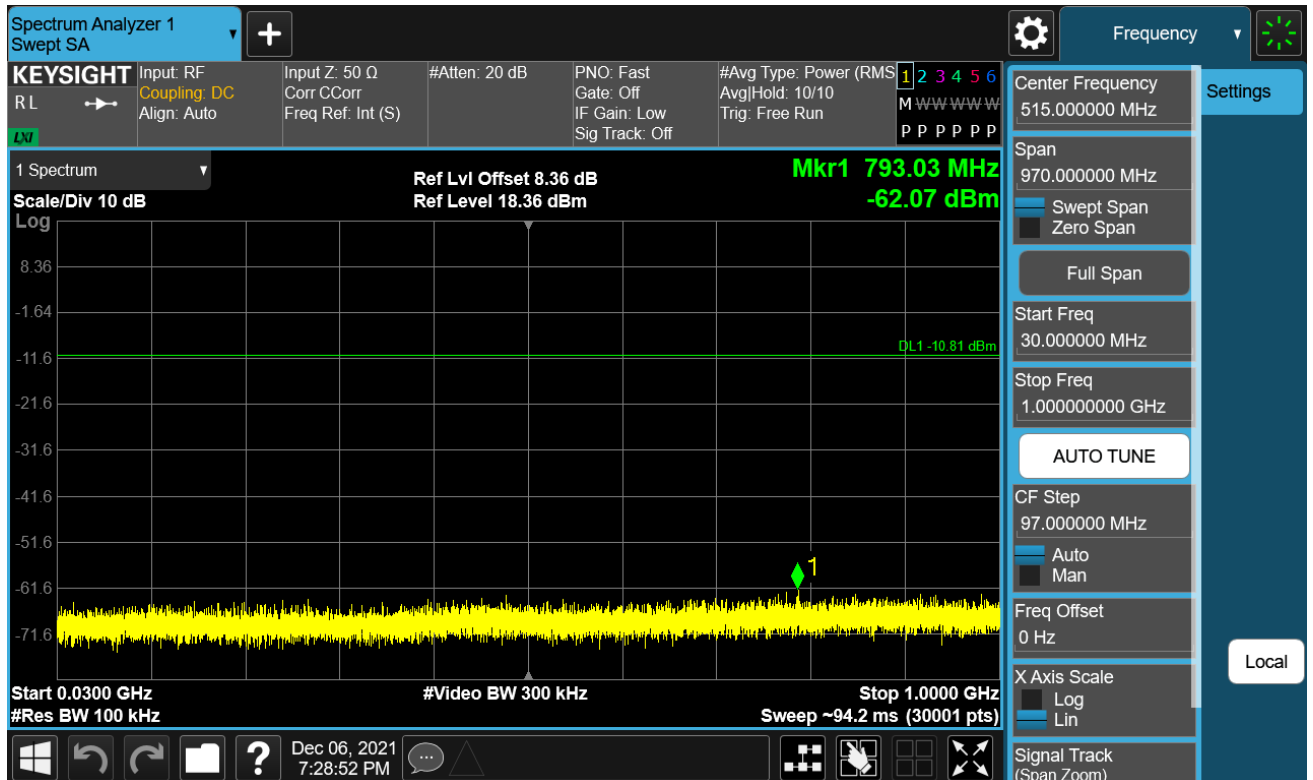 Spectrum Analyzer 1
Swept SA
Frequency
KEYSIGHT
R L
LXI
Input: RF
Coupling: DC
Align: Auto
Input Z: 50 Ω
Corr CCorr
Freq Ref: Int (S)
#Atten: 20 dB
PNO: Fast
Gate: Off
IF Gain: Low
Sig Track: Off
#Avg Type: Power (RMS
Avg|Hold: 10/10
Trig: Free Run
1 2 3 4 5 6
M W W W W W
P P P P P P
1 Spectrum
Scale/Div 10 dB
Log
Ref Lvl Offset 8.36 dB
Ref Level 18.36 dBm
Mkr1 793.03 MHz
-62.07 dBm
8.36
-1.64
DL1 -10.81 dBm
-11.6
-21.6
-31.6
-41.6
-51.6
1
-61.6
-71.6
Start 0.0300 GHz
#Res BW 100 kHz
#Video BW 300 kHz
Stop 1.0000 GHz
Sweep ~94.2 ms (30001 pts)
?
Dec 06, 2021
7:28:52 PM
Center Frequency
515.000000 MHz
Span
970.000000 MHz
Swept Span
Zero Span
Full Span
Start Freq
30.000000 MHz
Stop Freq
1.000000000 GHz
AUTO TUNE
CF Step
97.000000 MHz
Auto
Man
Freq Offset
0 Hz
X Axis Scale
Log
Lin
Signal Track
(Span Zoom)
Settings
Local